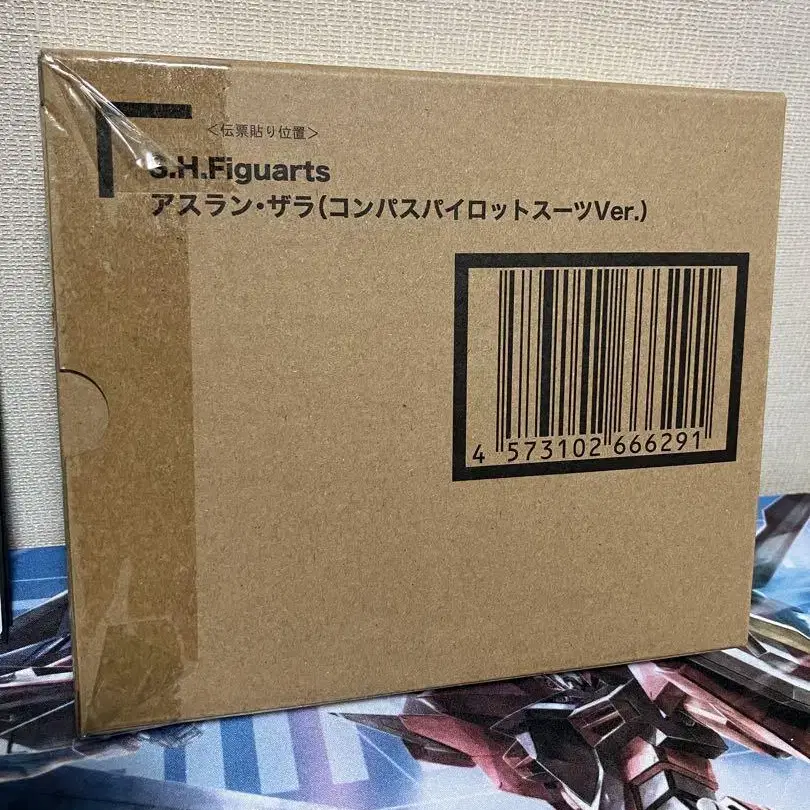 <伝票貼り位置>
S.H.Figuarts
アスラン・ザラ(コンパスパイロットスーツVer.)
4 573102 666291